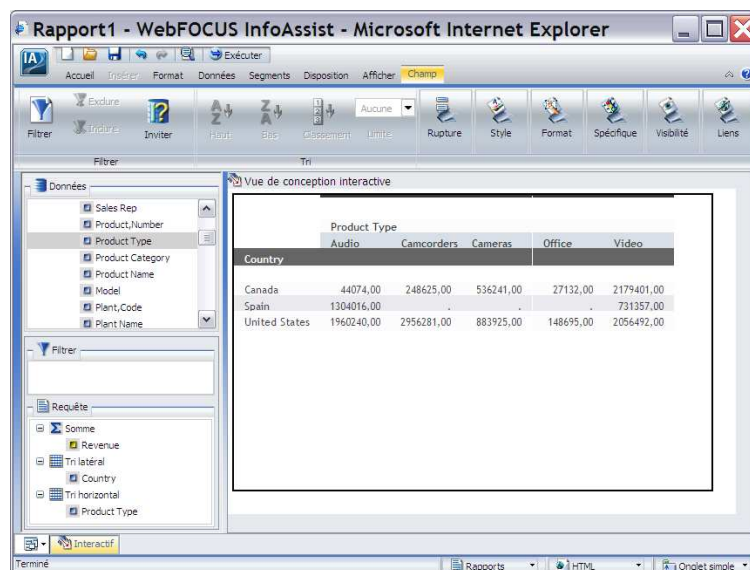 Rapport1 - WebFOCUS InfoAssist - Microsoft Internet Explorer
Exécuter
Accueil Insérer Format Données Segments Disposition Afficher Champ
Filtrer
Exclure
Inclure
Inviter
Haut
Bas
Classement
Aucune
Limite
Rupture
Style
Format
Spécifique
Visibilité
Liens
Filtrer
Tri
Données
Sales Rep
Product,Number
Product Type
Product Category
Product Name
Model
Plant,Code
Plant Name
Filtrer
Requête
Somme
Revenue
Tri latéral
Country
Tri horizontal
Product Type
Vue de conception interactive
Product Type
Audio Camcorders Cameras Office Video
Country
Canada 44074,00 248625,00 536241,00 27132,00 2179401,00
Spain 1304016,00 . . . 731357,00
United States 1960240,00 2956281,00 883925,00 148695,00 2056492,00
Interactif
Terminé
Rapports
HTML
Onglet simple